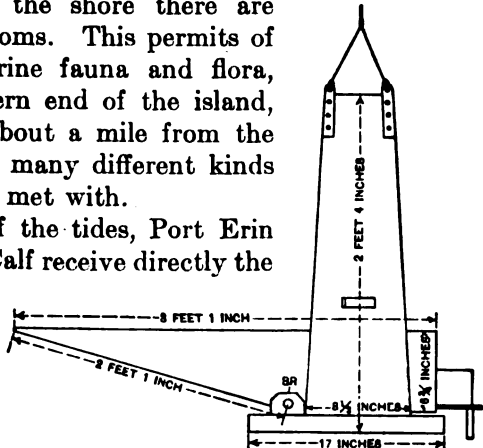 the shore there are
oms. This permits of
rine fauna and flora,
ern end of the island,
bout a mile from the
many different kinds
met with.
f the tides, Port Erin
Calf receive directly the
2 FEET 4 INCHES
3 FEET 1 INCH
2 FEET 1 INCH
BR
8½ INCHES
6¾ INCHES
17 INCHES